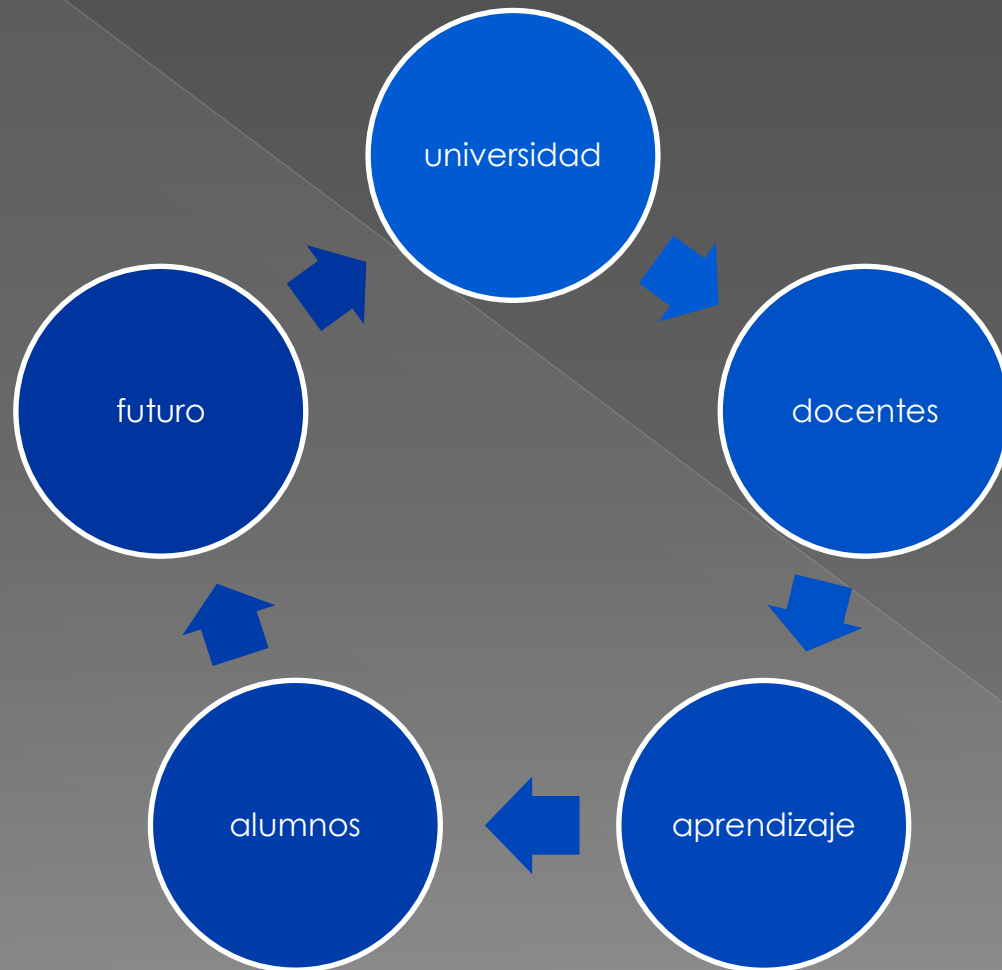 universidad
docentes
aprendizaje
alumnos
futuro